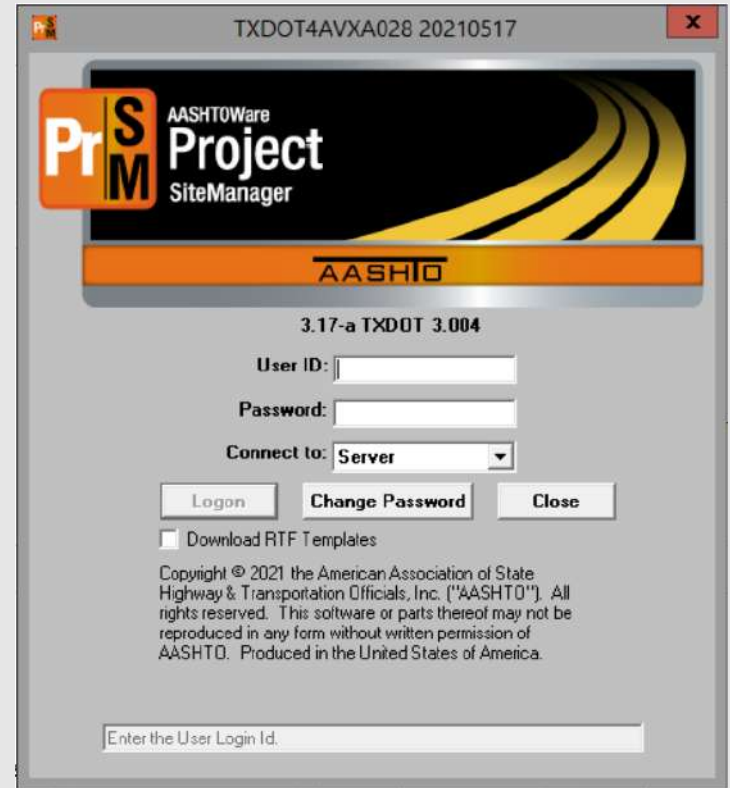 TXDOT4AVXA028 20210517
x
Pr SM
AASHTOWare
Project
SiteManager
AASHTO
3.17-a TXDOT 3.004
User ID:
Password:
Connect to: Server
Logon Change Password Close
Download RTF Templates
Copyright © 2021 the American Association of State
Highway & Transportation Officials, Inc. ("AASHTO"). All
rights reserved. This software or parts thereof may not be
reproduced in any form without written permission of
AASHTO. Produced in the United States of America.
Enter the User Login Id.